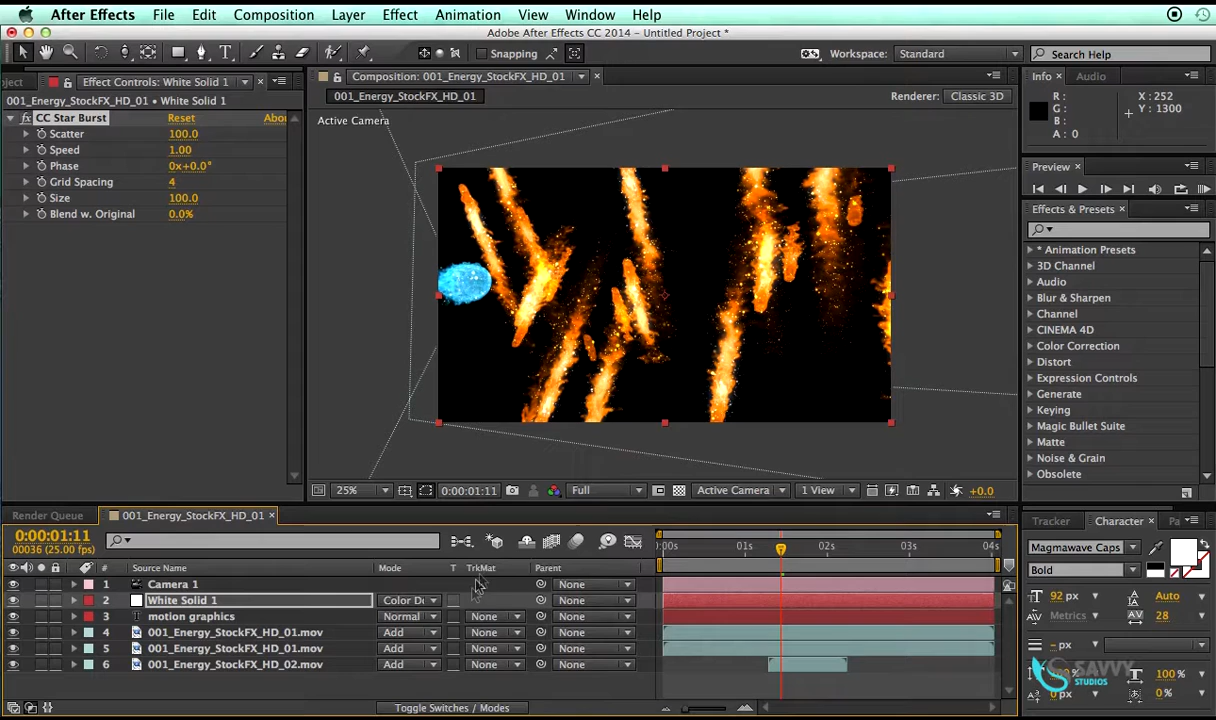 After Effects File Edit Composition Layer Effect Animation View Window Help
Adobe After Effects CC 2014 - Untitled Project *
Snapping Workspace: Standard Search Help
oject Effect Controls: White Solid 1 Composition: 001_Energy_StockFX_HD_01 Info Audio
001_Energy_StockFX_HD_01 • White Solid 1 001_Energy_StockFX_HD_01 Renderer: Classic 3D
fx CC Star Burst Reset Abou
Scatter 100.0
Speed 1.00
Phase 0x+0.0°
Grid Spacing 4
Size 100.0
Blend w. Original 0.0%
Active Camera
R: X: 252
G: Y: 1300
B:
A: 0
Preview
Effects & Presets
* Animation Presets
3D Channel
Audio
Blur & Sharpen
Channel
CINEMA 4D
Color Correction
Distort
Expression Controls
Generate
Keying
Magic Bullet Suite
Matte
Noise & Grain
Obsolete
25% 0:00:01:11 Full Active Camera 1 View +0.0
Render Queue 001_Energy_StockFX_HD_01
0:00:01:11
00036 (25.00 fps)
:00s 01s 02s 03s 04s
# Source Name Mode T TrkMat Parent
1 Camera 1 None
2 White Solid 1 Color Do None
3 motion graphics Normal None None
4 001_Energy_StockFX_HD_01.mov Add None None
5 001_Energy_StockFX_HD_01.mov Add None None
6 001_Energy_StockFX_HD_02.mov Add None None
Toggle Switches / Modes
Tracker Character Pa
Magmawave Caps
Bold
92 px Auto
Metrics 28
- px
100 %
px 0 %
SAVVY
STUDIOS